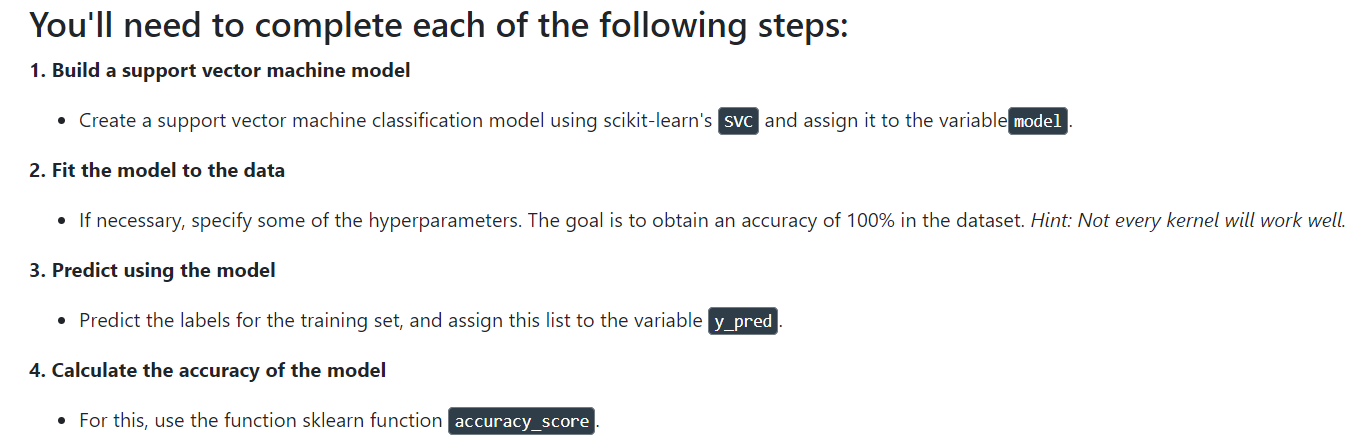 You'll need to complete each of the following steps:
1. Build a support vector machine model
• Create a support vector machine classification model using scikit-learn's SVC and assign it to the variable model.
2. Fit the model to the data
• If necessary, specify some of the hyperparameters. The goal is to obtain an accuracy of 100% in the dataset. Hint: Not every kernel will work well.
3. Predict using the model
• Predict the labels for the training set, and assign this list to the variable y_pred.
4. Calculate the accuracy of the model
• For this, use the function sklearn function accuracy_score.